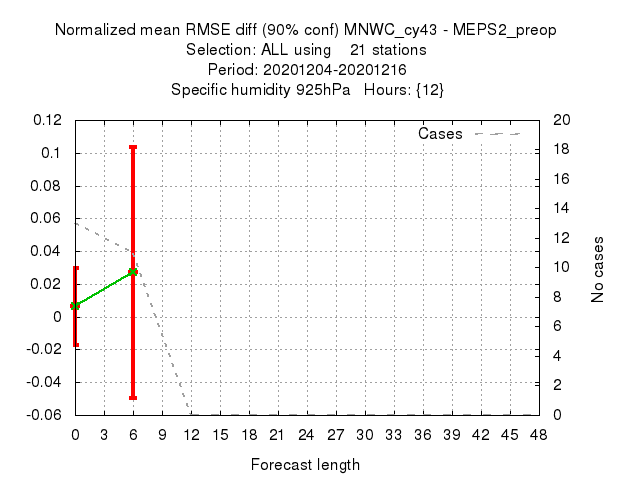 Normalized mean RMSE diff (90% conf) MNWC_cy43 - MEPS2_preop
Selection: ALL using    21 stations
Period: 20201204-20201216
Specific humidity 925hPa   Hours: {12}
Cases
0.12
0.1
0.08
0.06
0.04
0.02
0
-0.02
-0.04
-0.06
20
18
16
14
12
10
8
6
4
2
0
No cases
0 3 6 9 12 15 18 21 24 27 30 33 36 39 42 45 48
Forecast length